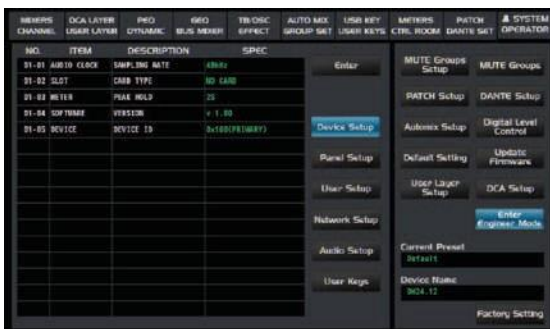 MIXERS DCA LAYER PEQ GEQ TB/OSC AUTO MIX USB KEY METERS PATCH SYSTEM
CHANNEL USER LAYER DYNAMIC BUS MIXER EFFECT GROUP SET USER KEYS CTRL ROOM DANTE SET OPERATOR
NO. ITEM DESCRIPTION SPEC
01-01 AUDIO CLOCK SAMPLING RATE 48kHz
01-02 SLOT CARD TYPE NO CARD
01-03 METER PEAK HOLD 2S
01-04 SOFTWARE VERSION v 1.00
01-05 DEVICE DEVICE ID 0x100(PRIMARY)
Enter
Device Setup
Panel Setup
User Setup
Network Setup
Audio Setup
User Keys
MUTE Groups
Setup
MUTE Groups
PATCH Setup
DANTE Setup
Automix Setup
Digital Level
Control
Default Setting
Update
Firmware
User Layer
Setup
DCA Setup
Enter
Engineer Mode
Current Preset
Default
Device Name
Factory Setting